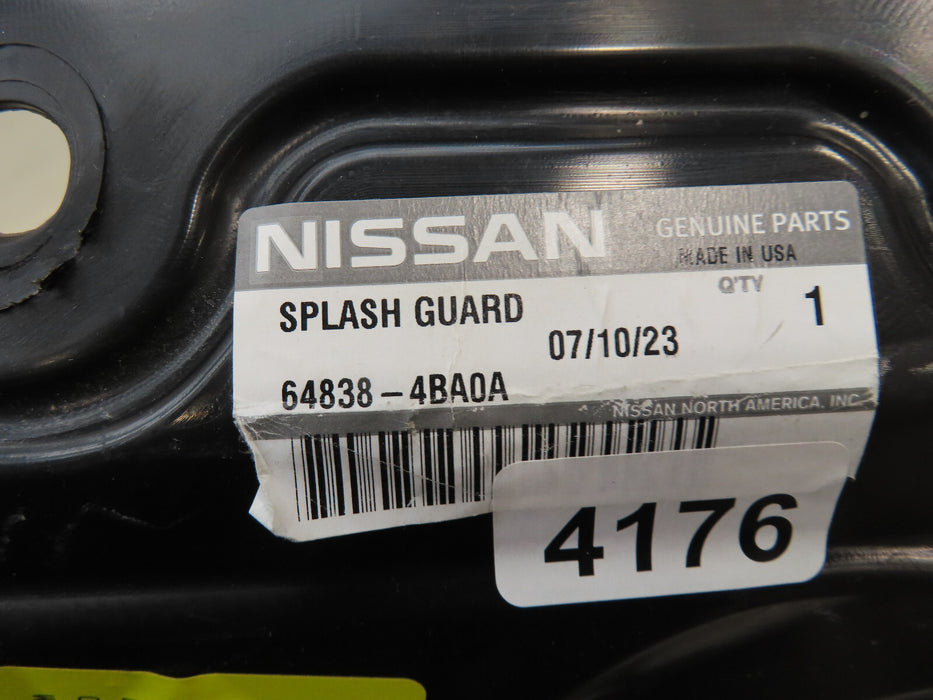 NISSAN GENUINE PARTS
MADE IN USA
Q'TY
SPLASH GUARD 1
07/10/23
64838-4BA0A
NISSAN NORTH AMERICA, INC
4176